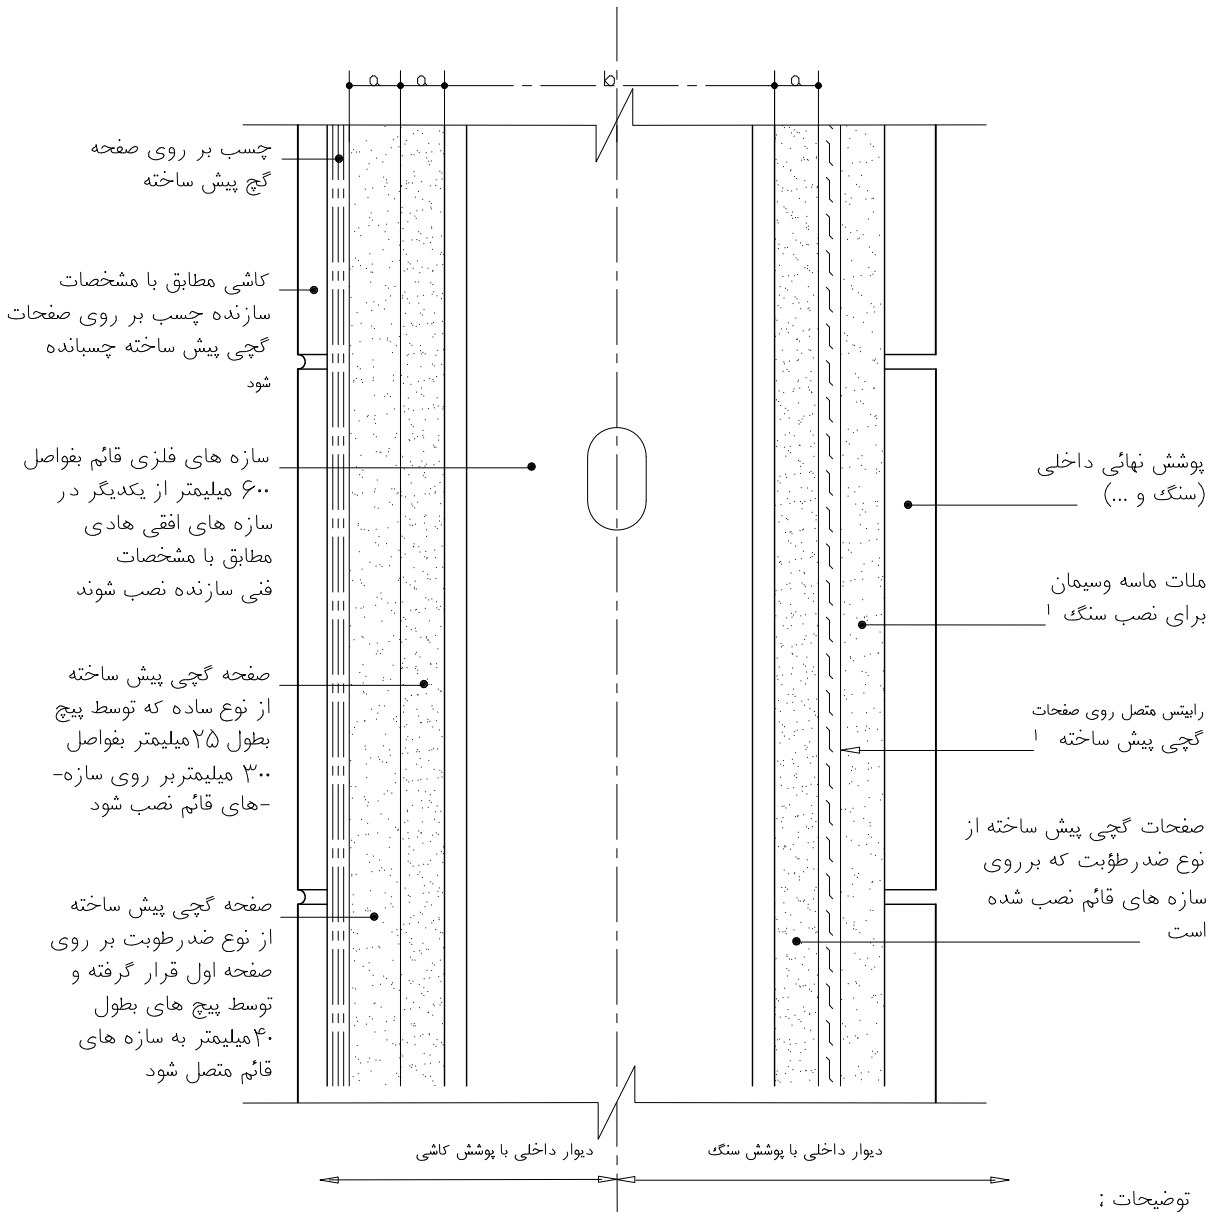 a
a
b
a
چسب بر روی صفحه
گچ پیش ساخته
کاشی مطابق با مشخصات
سازنده چسب بر روی صفحات
گچی پیش ساخته چسبانده
شود
سازه های فلزی قائم بفواصل
۶۰۰ میلیمتر از یکدیگر در
سازه های افقی هادی
مطابق با مشخصات
فنی سازنده نصب شوند
صفحه گچی پیش ساخته
از نوع ساده که توسط پیچ
بطول ۲۵میلیمتر بفواصل
۳۰۰ میلیمتربر روی سازه-
-های قائم نصب شود
صفحه گچی پیش ساخته
از نوع ضدرطوبت بر روی
صفحه اول قرار گرفته و
توسط پیچ های بطول
۴۰میلیمتر به سازه های
قائم متصل شود
پوشش نهائی داخلی
(سنگ و ...)
ملات ماسه وسیمان
برای نصب سنگ ۱
رابیتس متصل روی صفحات
گچی پیش ساخته ۱
صفحات گچی پیش ساخته از
نوع ضدرطؤبت که بر روی
سازه های قائم نصب شده
است
دیوار داخلی با پوشش سنگ
دیوار داخلی با پوشش کاشی
توضیحات ;